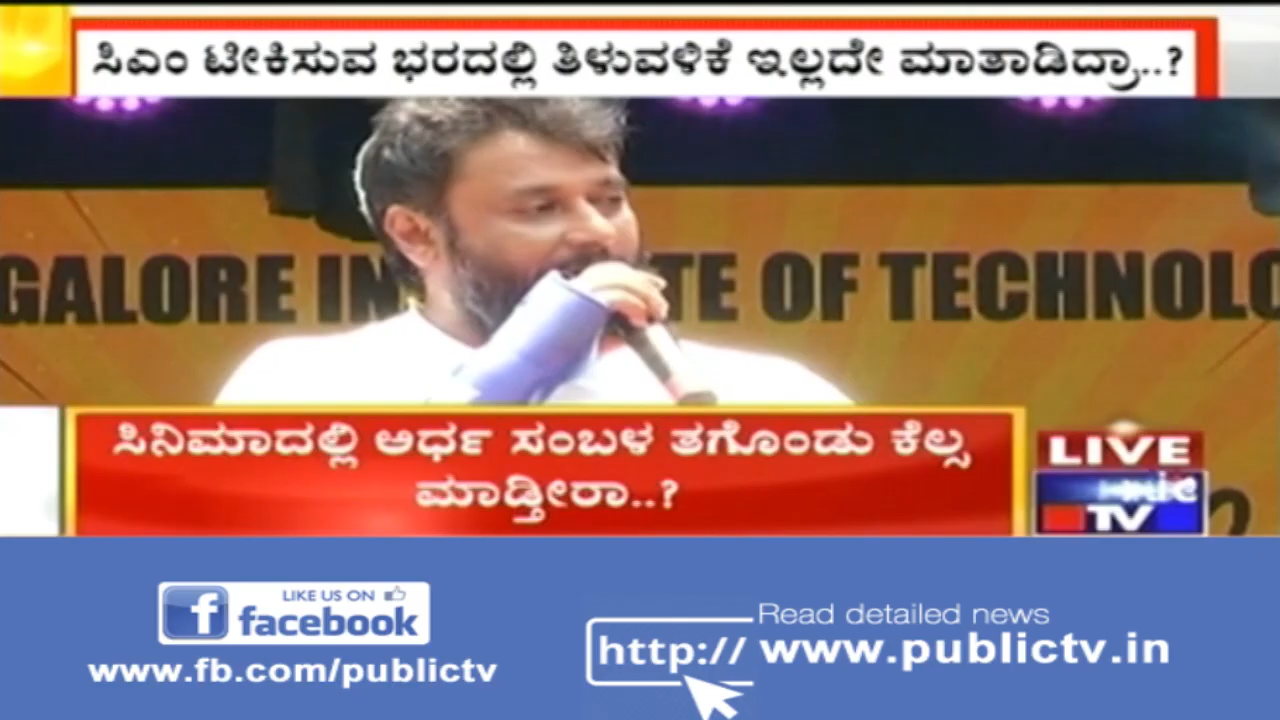 ಸಿಎಂ ಟೀಕಿಸುವ ಭರದಲ್ಲಿ ತಿಳುವಳಿಕೆ ಇಲ್ಲದೇ ಮಾತಾಡಿದ್ರಾ..?
GALORE IN TE OF TECHNOLO
ಸಿನಿಮಾದಲ್ಲಿ ಅರ್ಧ ಸಂಬಳ ತಗೊಂಡು ಕೆಲ್ಸ
ಮಾಡ್ತೀರಾ..?
LIVE
TV
LIKE US ON
facebook
www.fb.com/publictv
Read detailed news
http:// www.publictv.in